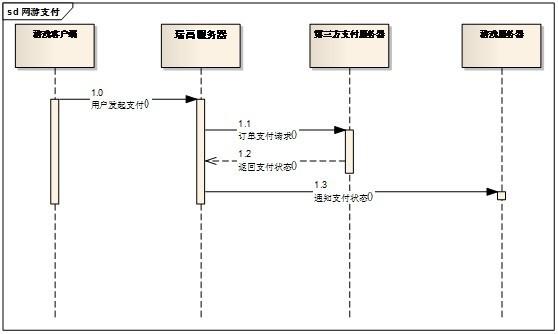 sd 网游支付
游戏客户端
瑞高服务器
第三方支付服务器
游戏服务器
1.0
用户发起支付()
1.1
订单支付请求()
1.2
返回支付状态()
1.3
通知支付状态()